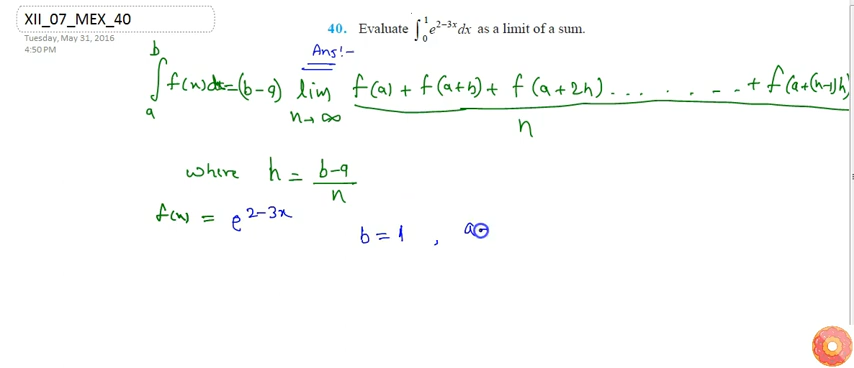 XII_07_MEX_40
Tuesday, May 31, 2016
4:50 PM
40. Evaluate ∫₀¹ e^{2–3x} dx as a limit of a sum.
Ans:-
∫_a^b f(x)dx = (b-a) lim_{n→∞} (f(a) + f(a+h) + f(a+2h) . . . . . . . . . + f(a+(n-1)h)) / n
where h = (b-a)/n
f(x) = e^{2-3x}
b = 1 , a